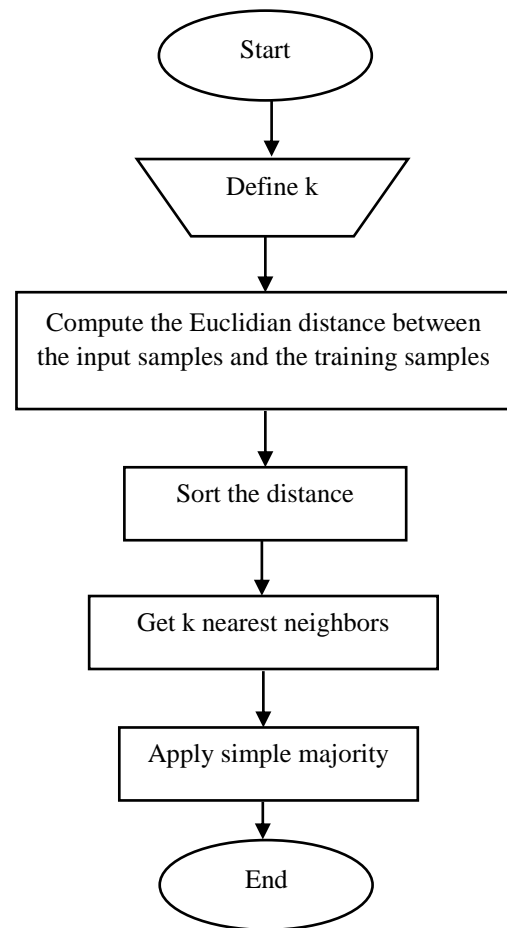 Start
Define k
Compute the Euclidian distance between
the input samples and the training samples
Sort the distance
Get k nearest neighbors
Apply simple majority
End